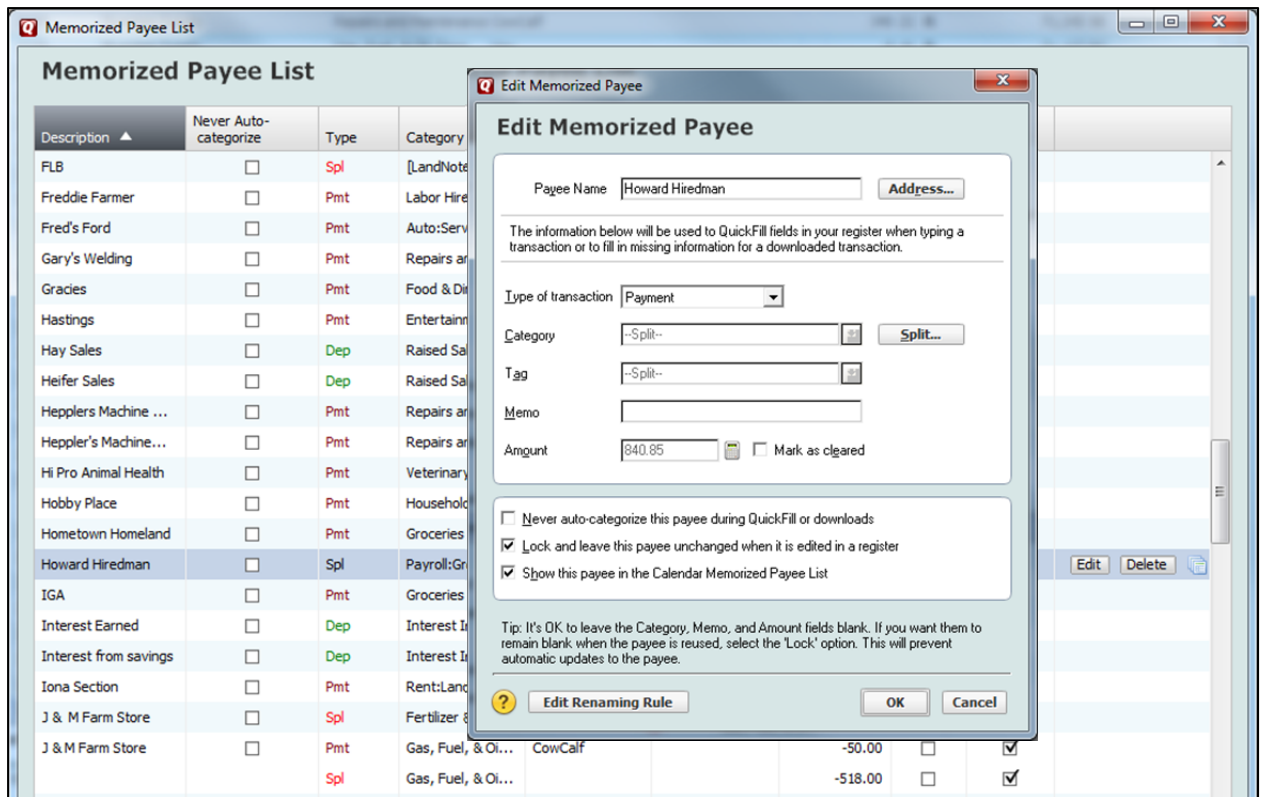 Memorized Payee List
Memorized Payee List
Description
Never Auto-
categorize
Type
Category
FLB Spl [LandNote
Freddie Farmer Pmt Labor Hire
Fred's Ford Pmt Auto:Serv
Gary's Welding Pmt Repairs ar
Gracies Pmt Food & Di
Hastings Pmt Entertain
Hay Sales Dep Raised Sal
Heifer Sales Dep Raised Sal
Hepplers Machine ... Pmt Repairs ar
Heppler's Machine... Pmt Repairs ar
Hi Pro Animal Health Pmt Veterinary
Hobby Place Pmt Household
Hometown Homeland Pmt Groceries
Howard Hiredman Spl Payroll:Gr Edit Delete
IGA Pmt Groceries
Interest Earned Dep Interest I
Interest from savings Dep Interest I
Iona Section Pmt Rent:Land
J & M Farm Store Spl Fertilizer &
J & M Farm Store Pmt Gas, Fuel, & Oi... CowCalf -50.00
Spl Gas, Fuel, & Oi... -518.00
Edit Memorized Payee
Edit Memorized Payee
Payee Name Howard Hiredman Address...
The information below will be used to QuickFill fields in your register when typing a
transaction or to fill in missing information for a downloaded transaction.
Type of transaction Payment
Category --Split-- Split...
Tag --Split--
Memo
Amount 840.85 Mark as cleared
Never auto-categorize this payee during QuickFill or downloads
Lock and leave this payee unchanged when it is edited in a register
Show this payee in the Calendar Memorized Payee List
Tip: It's OK to leave the Category, Memo, and Amount fields blank. If you want them to
remain blank when the payee is reused, select the 'Lock' option. This will prevent
automatic updates to the payee.
? Edit Renaming Rule OK Cancel